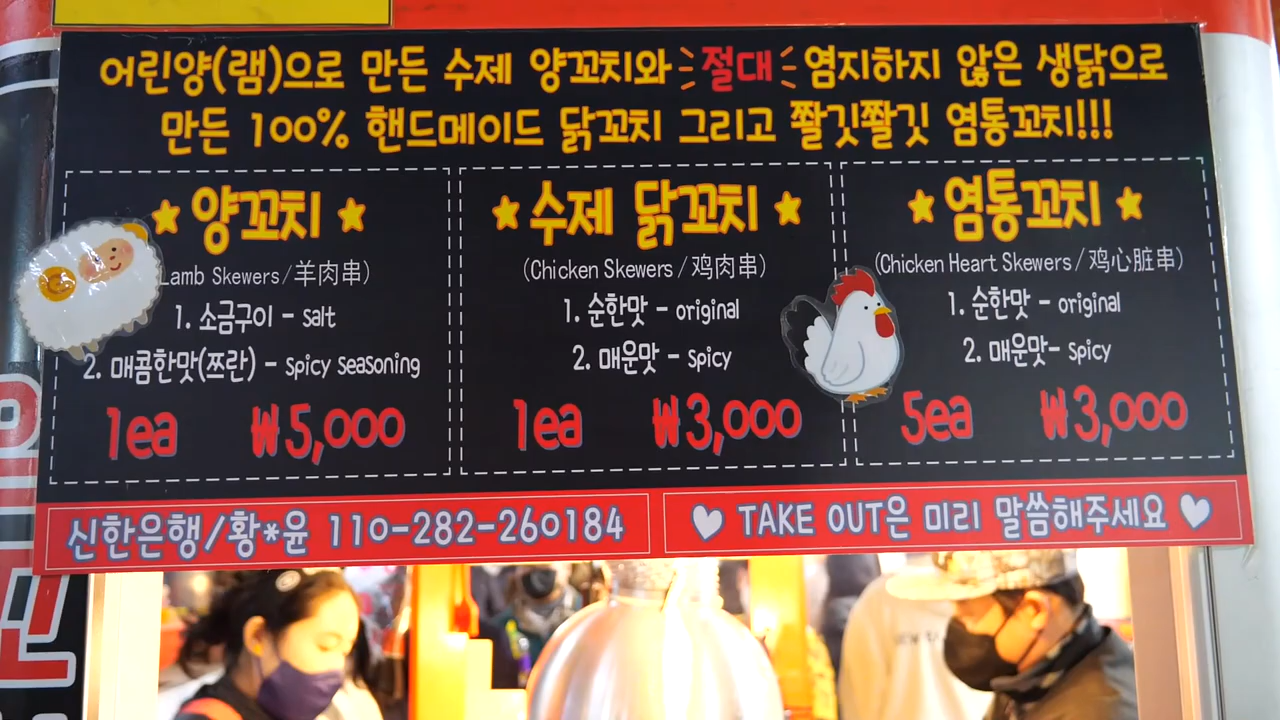 어린양(램)으로 만든 수제 양꼬치와 절대 염지하지 않은 생닭으로
만든 100% 핸드메이드 닭꼬치 그리고 쫠깃쫠깃 염통꼬치!!!
양꼬치
Lamb Skewers/羊肉串)
1. 소금구이 - salt
2. 매콤한맛(쯔란) - spicy seasoning
1ea ₩5,000
수제 닭꼬치
(Chicken Skewers/鸡肉串)
1. 순한맛 - original
2. 매운맛 - spicy
1ea ₩3,000
염통꼬치
(Chicken Heart Skewers/鸡心脏串)
1. 순한맛 - original
2. 매운맛- spicy
5ea ₩3,000
신한은행/황*윤 110-282-260184
TAKE OUT은 미리 말씀해주세요